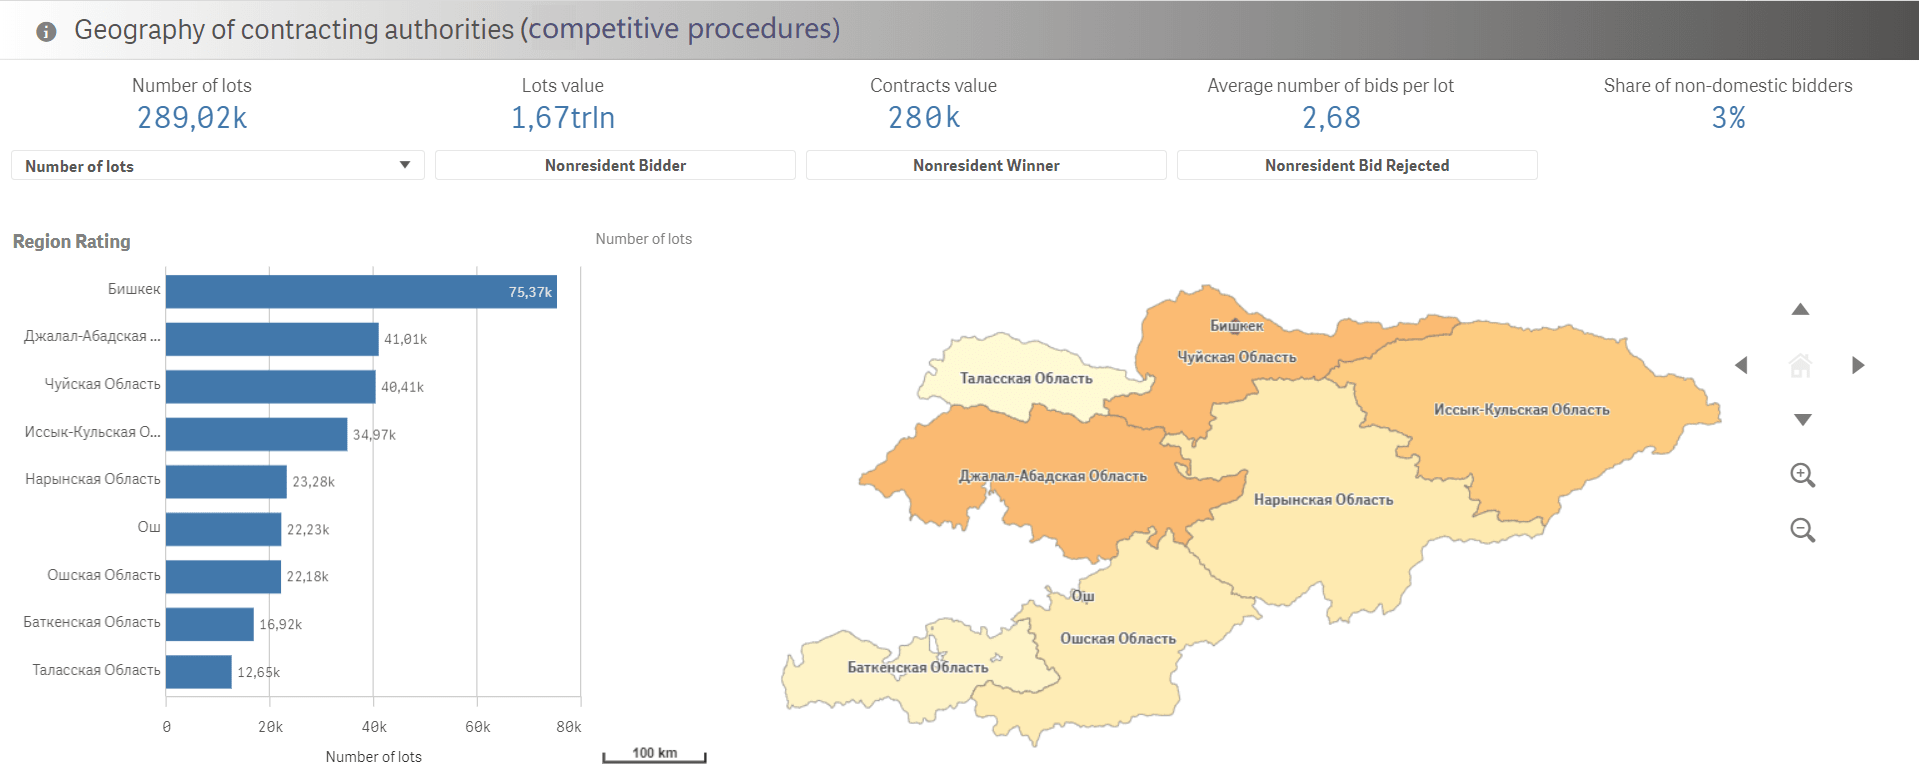 Geography of contracting authorities (competitive procedures)
Number of lots
289,02k
Lots value
1,67trln
Contracts value
280k
Average number of bids per lot
2,68
Share of non-domestic bidders
3%
Number of lots
Nonresident Bidder
Nonresident Winner
Nonresident Bid Rejected
Region Rating
Бишкек
75,37k
Джалал-Абадская ...
41,01k
Чуйская Область
40,41k
Иссык-Кульская О...
34,97k
Нарынская Область
23,28k
Ош
22,23k
Ошская Область
22,18k
Баткенская Область
16,92k
Таласская Область
12,65k
0 20k 40k 60k 80k
Number of lots
Number of lots
Бишкек
Чуйская Область
Таласская Область
Иссык-Кульская Область
Джалал-Абадская Область
Нарынская Область
Ош
Ошская Область
Баткенская Область
100 km